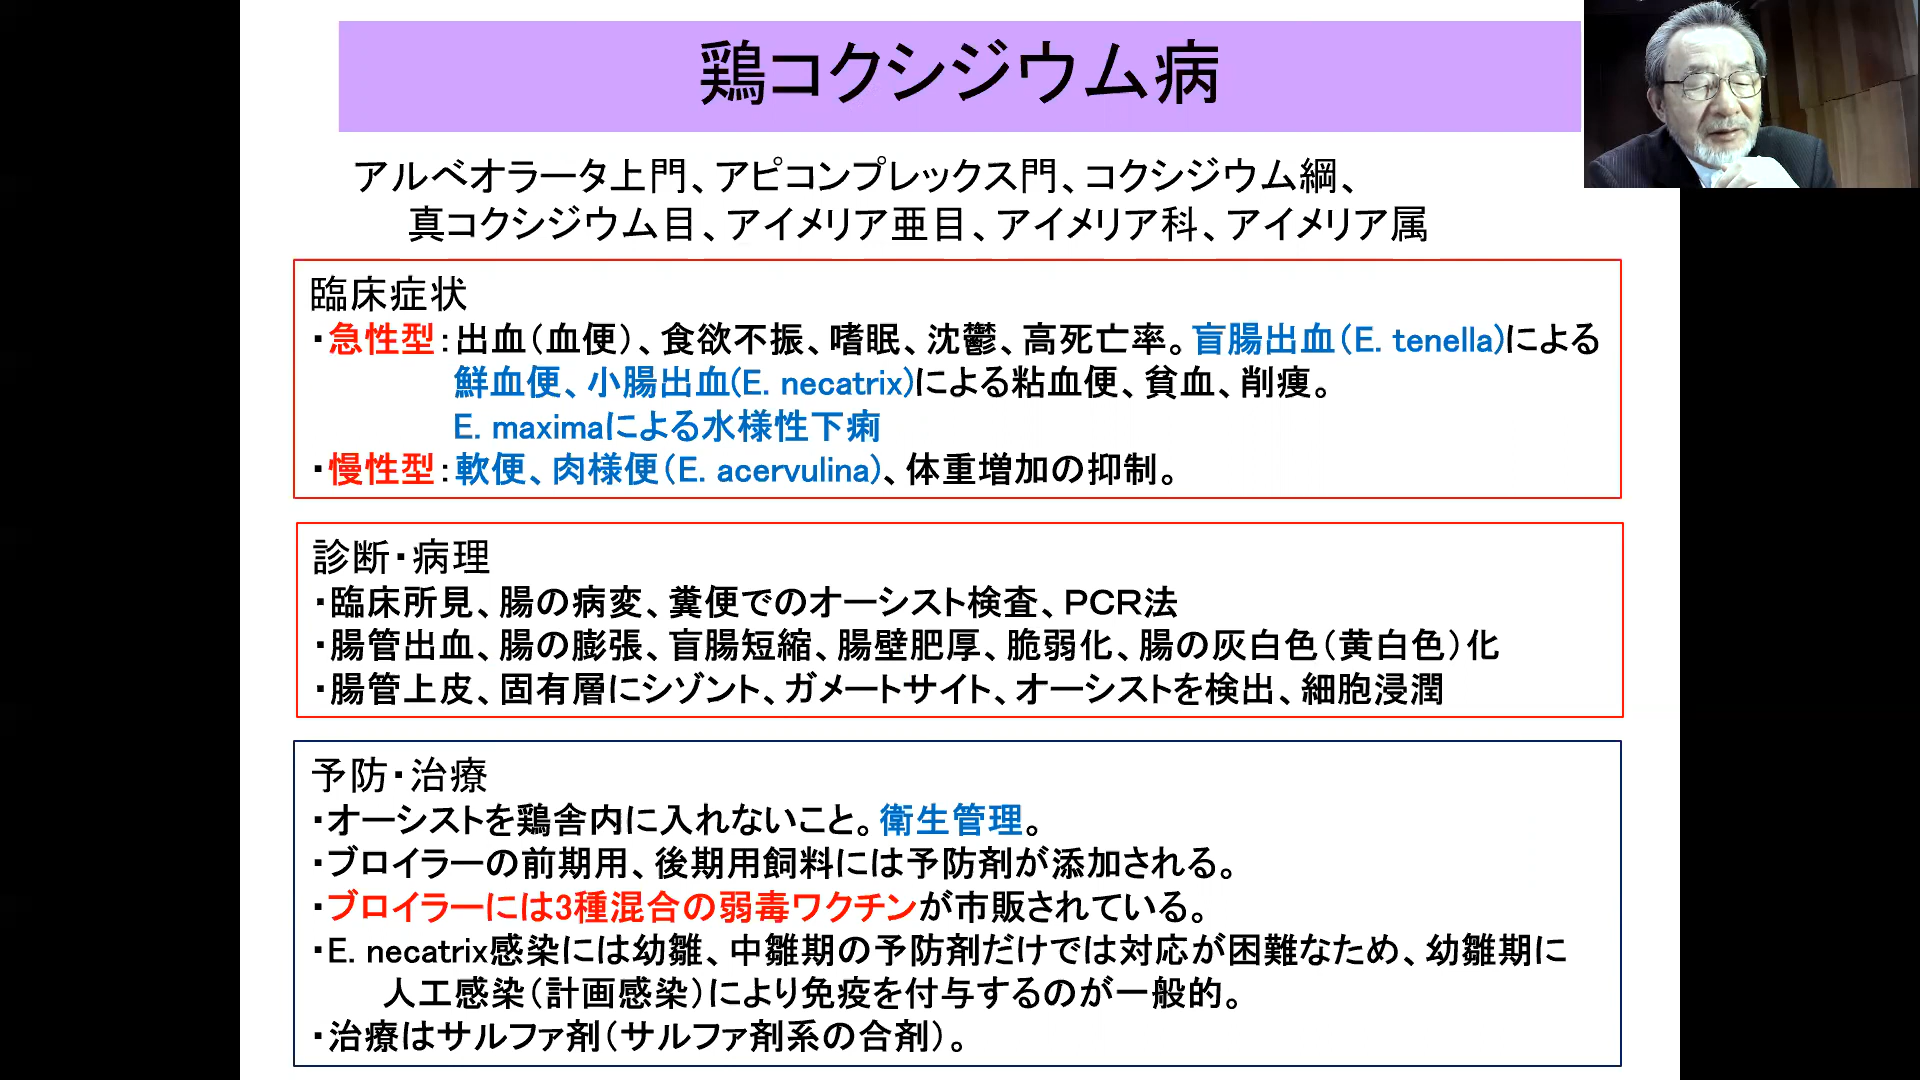 鶏コクシジウム病
アルベオラータ上門、アピコンプレックス門、コクシジウム綱、
真コクシジウム目、アイメリア亜目、アイメリア科、アイメリア属
臨床症状
・急性型：出血（血便）、食欲不振、嗜眠、沈鬱、高死亡率。盲腸出血（E. tenella)による
鮮血便、小腸出血(E. necatrix)による粘血便、貧血、削痩。
E. maximaによる水様性下痢
・慢性型：軟便、肉様便（E. acervulina)、体重増加の抑制。
診断・病理
・臨床所見、腸の病変、糞便でのオーシスト検査、PCR法
・腸管出血、腸の膨張、盲腸短縮、腸壁肥厚、脆弱化、腸の灰白色（黄白色）化
・腸管上皮、固有層にシゾント、ガメートサイト、オーシストを検出、細胞浸潤
予防・治療
・オーシストを鶏舎内に入れないこと。衛生管理。
・ブロイラーの前期用、後期用飼料には予防剤が添加される。
・ブロイラーには3種混合の弱毒ワクチンが市販されている。
・E. necatrix感染には幼雛、中雛期の予防剤だけでは対応が困難なため、幼雛期に
人工感染（計画感染）により免疫を付与するのが一般的。
・治療はサルファ剤（サルファ剤系の合剤）。